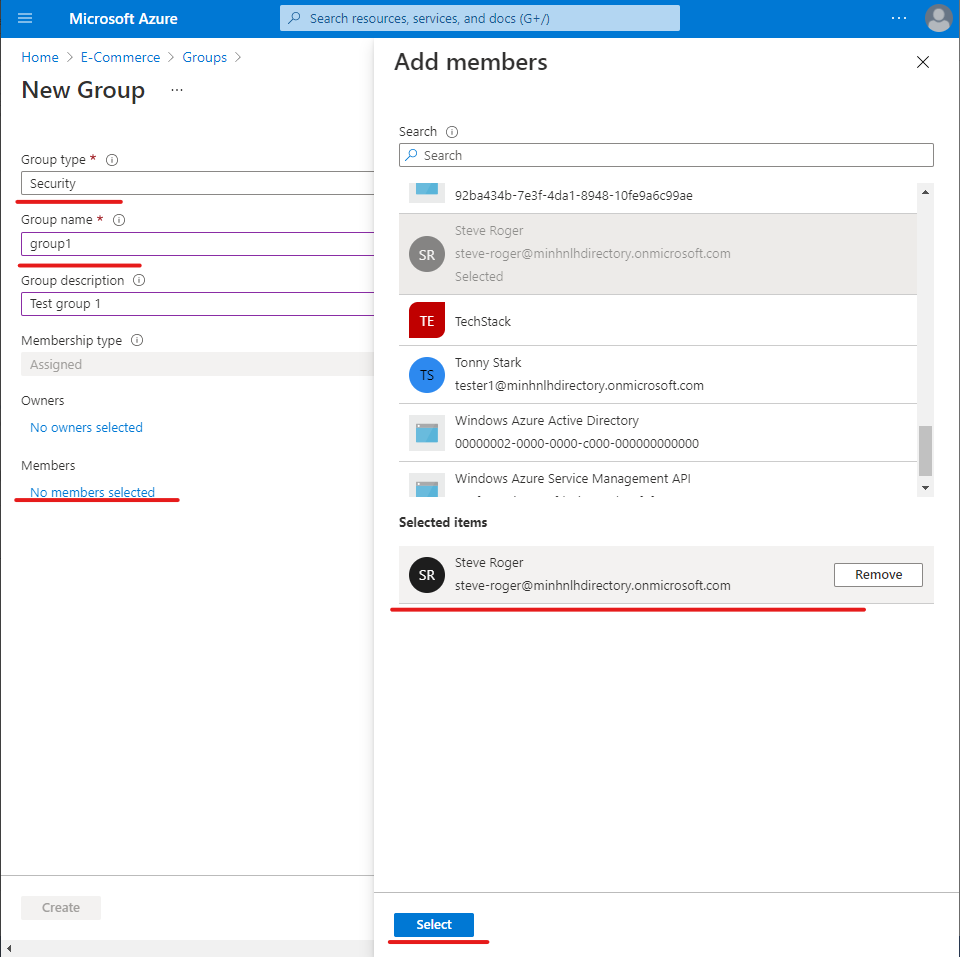 Microsoft Azure
Search resources, services, and docs (G+/)
...
Home > E-Commerce > Groups >
New Group ...
Group type *
Security
Group name *
group1
Group description
Test group 1
Membership type
Assigned
Owners
No owners selected
Members
No members selected
Create
Add members
Search
Search
92ba434b-7e3f-4da1-8948-10fe9a6c99ae
SR
Steve Roger
steve-roger@minhnlhdirectory.onmicrosoft.com
Selected
TE
TechStack
TS
Tonny Stark
tester1@minhnlhdirectory.onmicrosoft.com
Windows Azure Active Directory
00000002-0000-0000-c000-000000000000
Windows Azure Service Management API
Selected items
SR
Steve Roger
steve-roger@minhnlhdirectory.onmicrosoft.com
Remove
Select